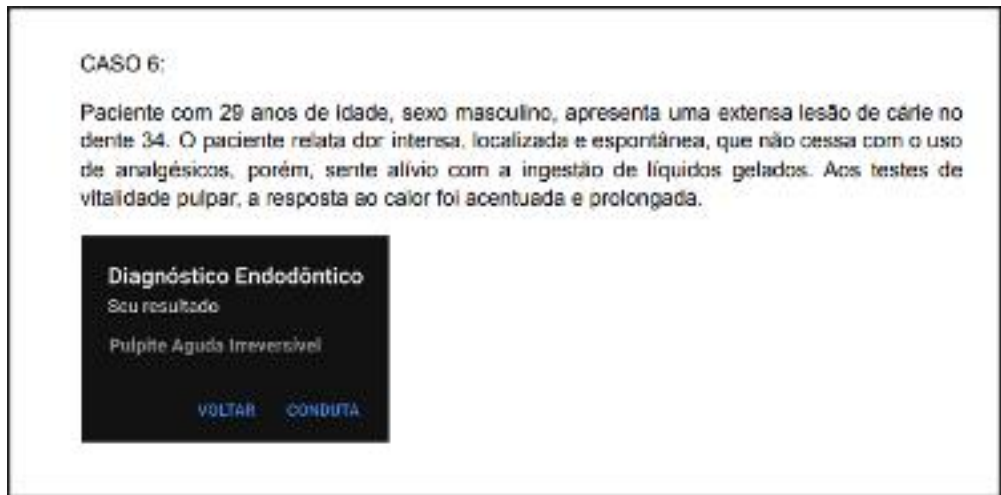 CASO 6:
Paciente com 29 anos de idade, sexo masculino, apresenta uma extensa lesão de cárie no
dente 34. O paciente relata dor intensa, localizada e espontânea, que não cessa com o uso
de analgésicos, porém, sente alívio com a ingestão de líquidos gelados. Aos testes de
vitalidade pulpar, a resposta ao calor foi acentuada e prolongada.
Diagnóstico Endodôntico
Seu resultado
Pulpite Aguda Irreversível
VOLTAR CONDUTA